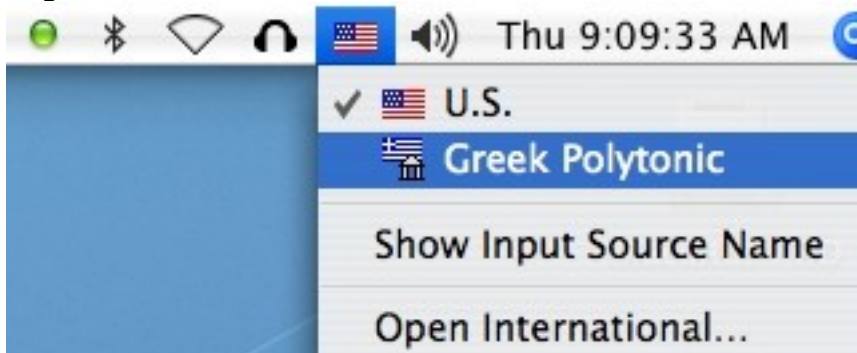 Thu 9:09:33 AM
U.S.
Greek Polytonic
Show Input Source Name
Open International...